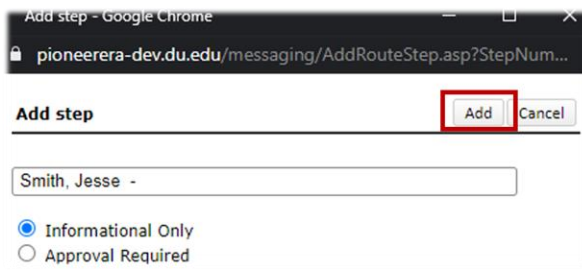 Add step - Google Chrome
pioneerera-dev.du.edu/messaging/AddRouteStep.asp?StepNum...
Add step Add Cancel
Smith, Jesse -
Informational Only
Approval Required